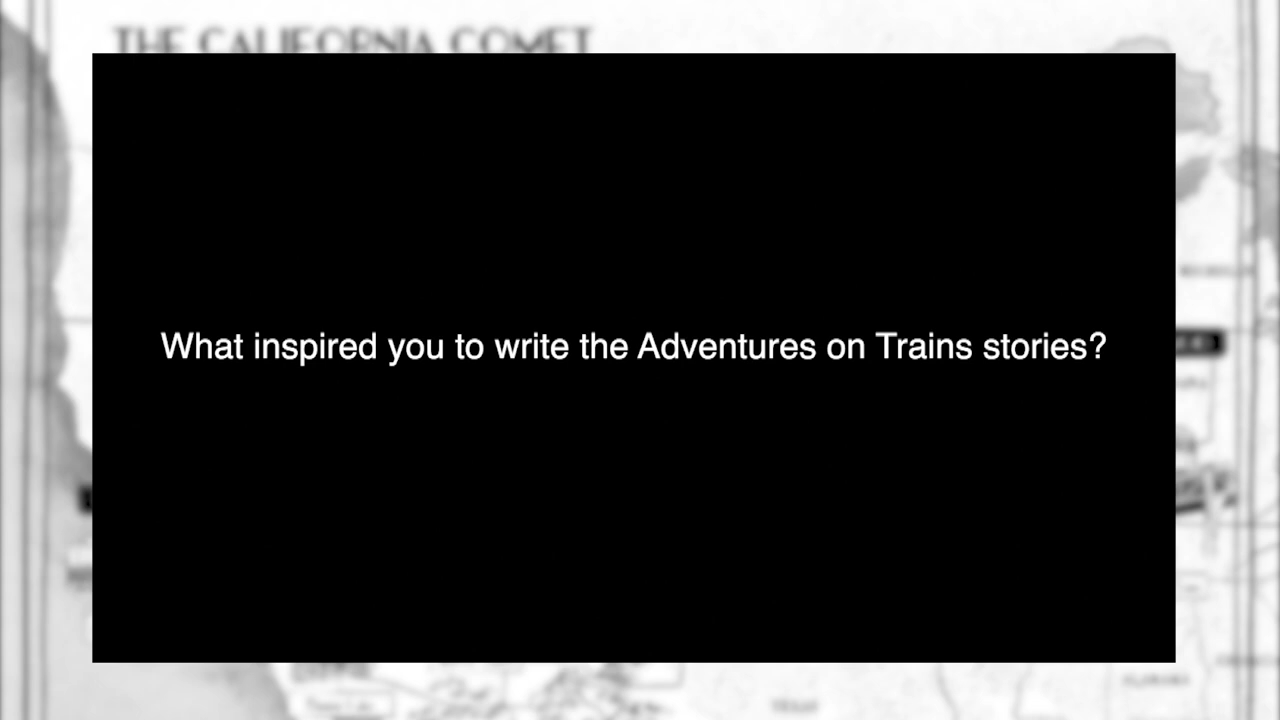 THE CALIFORNIA COMET
What inspired you to write the Adventures on Trains stories?